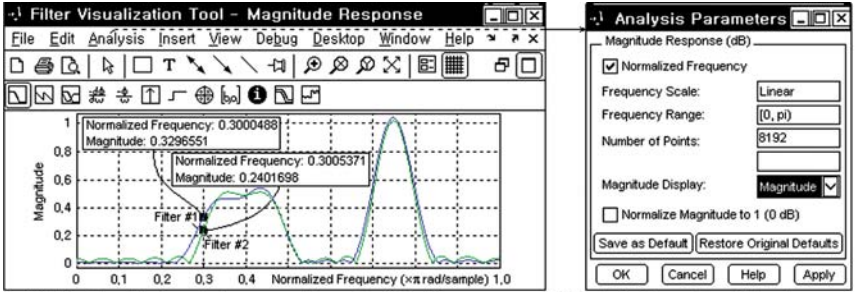 Filter Visualization Tool - Magnitude Response
File Edit Analysis Insert View Debug Desktop Window Help
Normalized Frequency: 0.3000488
Magnitude: 0.3296551
Normalized Frequency: 0.3005371
Magnitude: 0.2401698
Filter #1
Filter #2
Magnitude
1
0,8
0,6
0,4
0,2
0
0 0,1 0,2 0,3 0,4 Normalized Frequency (×π rad/sample) 1,0
Analysis Parameters
Magnitude Response (dB)
Normalized Frequency
Frequency Scale: Linear
Frequency Range: [0, pi)
Number of Points: 8192
Magnitude Display: Magnitude
Normalize Magnitude to 1 (0 dB)
Save as Default Restore Original Defaults
OK Cancel Help Apply